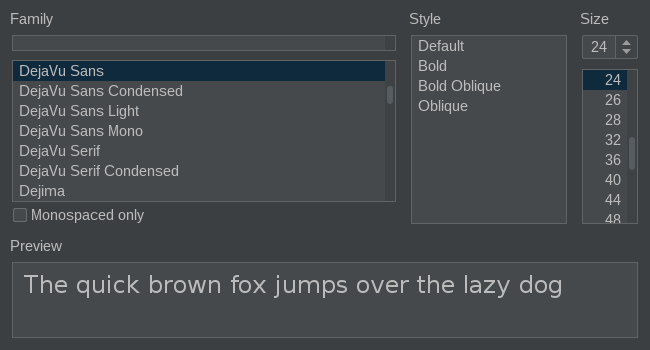 Family
DejaVu Sans
DejaVu Sans Condensed
DejaVu Sans Light
DejaVu Sans Mono
DejaVu Serif
DejaVu Serif Condensed
Dejima
Monospaced only
Style
Default
Bold
Bold Oblique
Oblique
Size
24
24
26
28
32
36
40
44
48
Preview
The quick brown fox jumps over the lazy dog